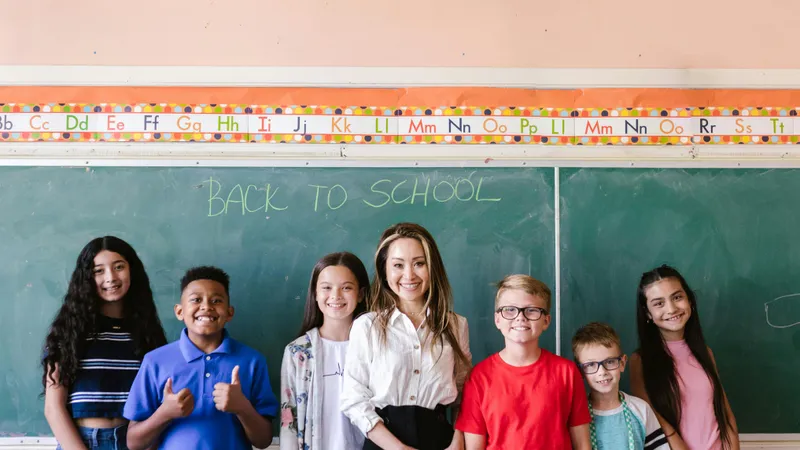 Bb Cc Dd Ee Ff Gg Hh Ii Jj Kk Ll Mm Nn Oo Pp Ll Mm Nn Oo Rr Ss Tt
BACK TO SCHOOL